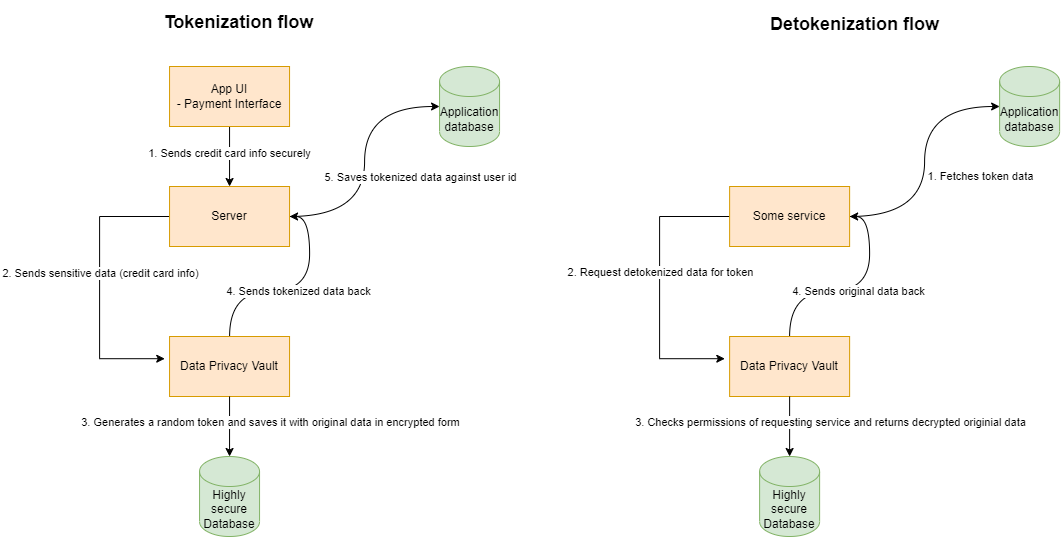 Tokenization flow
App UI
- Payment Interface
Application
database
1. Sends credit card info securely
5. Saves tokenized data against user id
Server
2. Sends sensitive data (credit card info)
4. Sends tokenized data back
Data Privacy Vault
3. Generates a random token and saves it with original data in encrypted form
Highly
secure
Database
Detokenization flow
Application
database
1. Fetches token data
Some service
2. Request detokenized data for token
4. Sends original data back
Data Privacy Vault
3. Checks permissions of requesting service and returns decrypted originial data
Highly
secure
Database